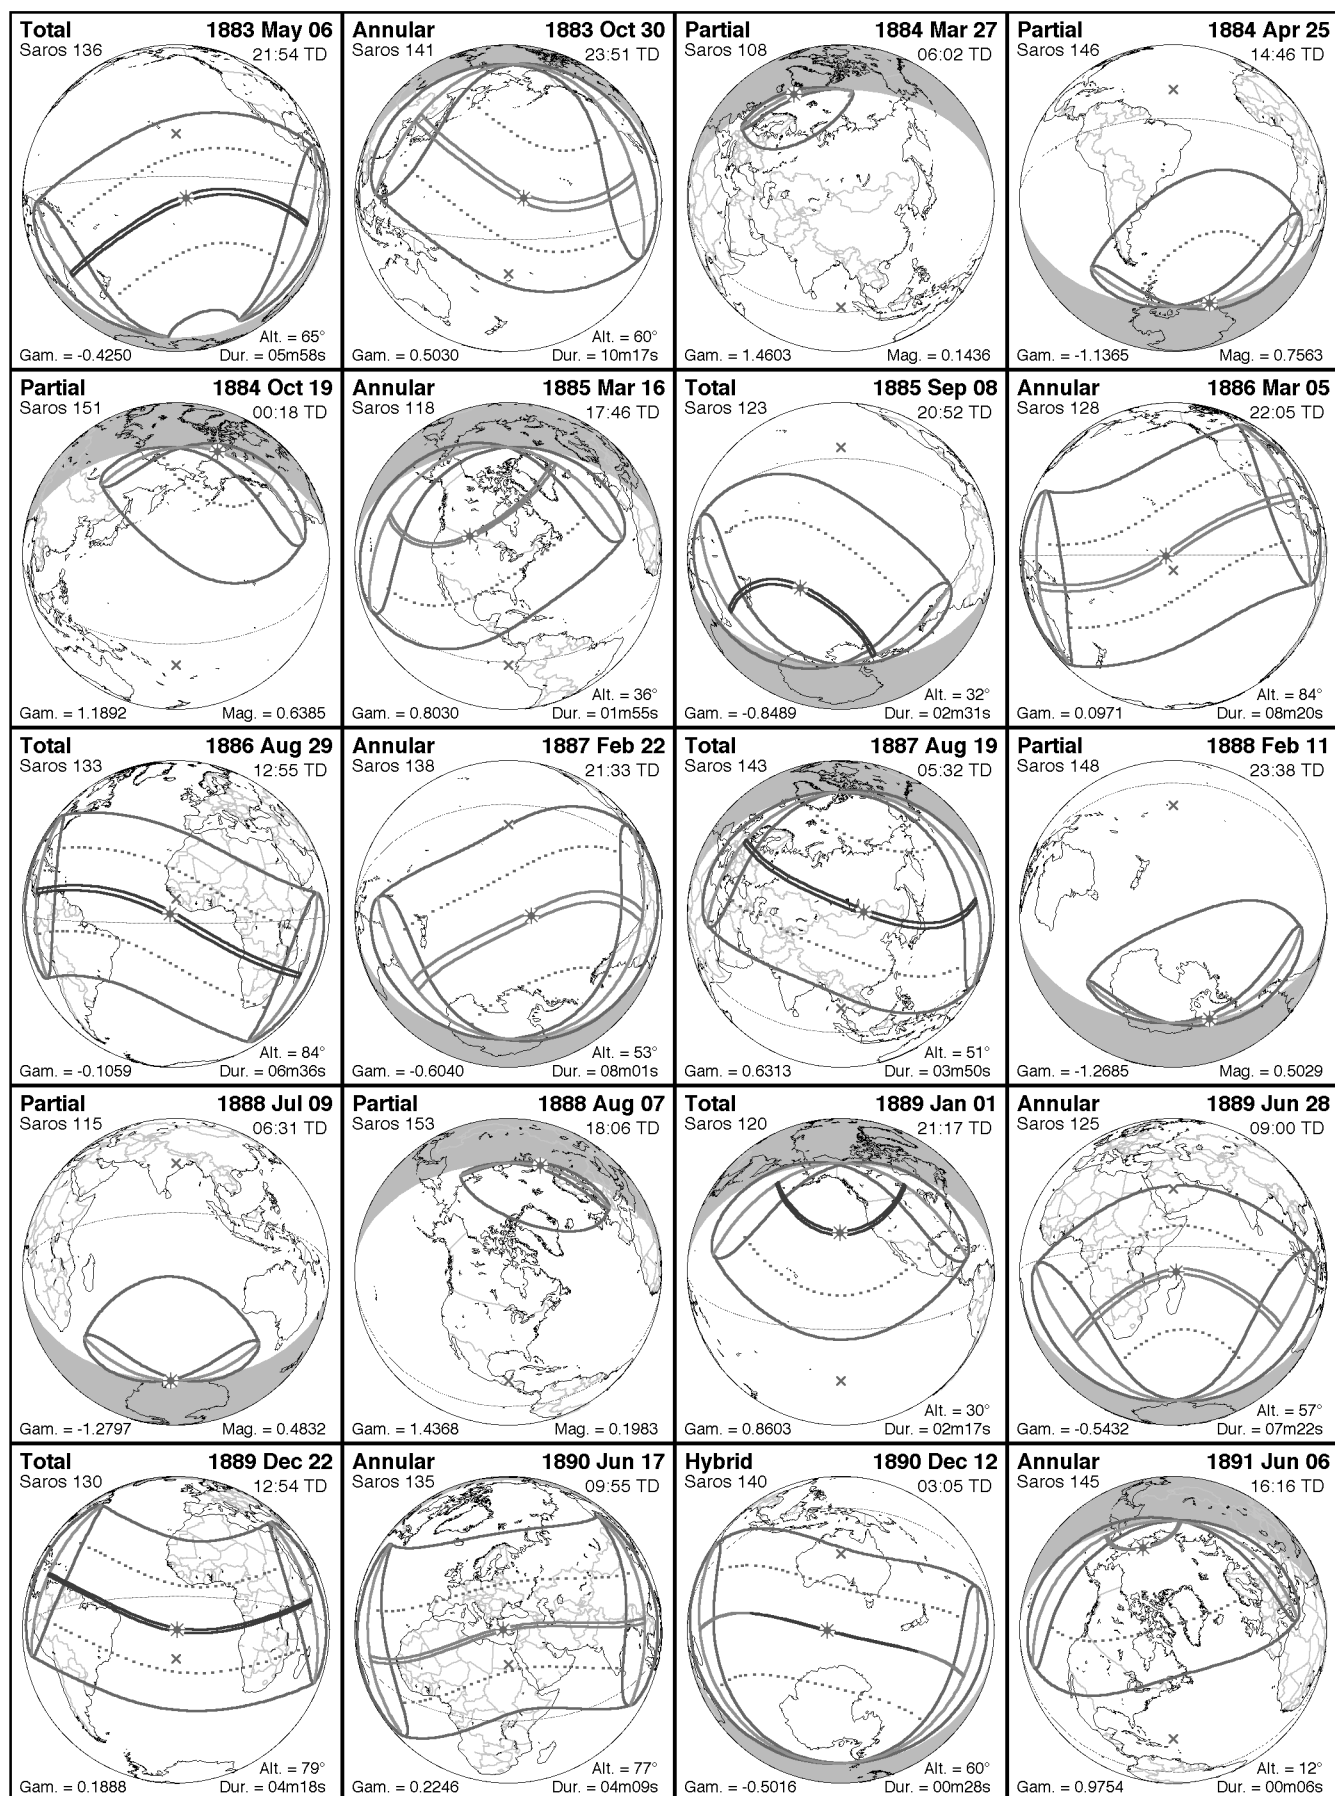 Total 1883 May 06
Saros 136 21:54 TD
Alt. = 65°
Gam. = -0.4250 Dur. = 05m58s
Annular 1883 Oct 30
Saros 141 23:51 TD
Alt. = 60°
Gam. = 0.5030 Dur. = 10m17s
Partial 1884 Mar 27
Saros 108 06:02 TD
Gam. = 1.4603 Mag. = 0.1436
Partial 1884 Apr 25
Saros 146 14:46 TD
Gam. = -1.1365 Mag. = 0.7563
Partial 1884 Oct 19
Saros 151 00:18 TD
Gam. = 1.1892 Mag. = 0.6385
Annular 1885 Mar 16
Saros 118 17:46 TD
Alt. = 36°
Gam. = 0.8030 Dur. = 01m55s
Total 1885 Sep 08
Saros 123 20:52 TD
Alt. = 32°
Gam. = -0.8489 Dur. = 02m31s
Annular 1886 Mar 05
Saros 128 22:05 TD
Alt. = 84°
Gam. = 0.0971 Dur. = 08m20s
Total 1886 Aug 29
Saros 133 12:55 TD
Alt. = 84°
Gam. = -0.1059 Dur. = 06m36s
Annular 1887 Feb 22
Saros 138 21:33 TD
Alt. = 53°
Gam. = -0.6040 Dur. = 08m01s
Total 1887 Aug 19
Saros 143 05:32 TD
Alt. = 51°
Gam. = 0.6313 Dur. = 03m50s
Partial 1888 Feb 11
Saros 148 23:38 TD
Gam. = -1.2685 Mag. = 0.5029
Partial 1888 Jul 09
Saros 115 06:31 TD
Gam. = -1.2797 Mag. = 0.4832
Partial 1888 Aug 07
Saros 153 18:06 TD
Gam. = 1.4368 Mag. = 0.1983
Total 1889 Jan 01
Saros 120 21:17 TD
Alt. = 30°
Gam. = 0.8603 Dur. = 02m17s
Annular 1889 Jun 28
Saros 125 09:00 TD
Alt. = 57°
Gam. = -0.5432 Dur. = 07m22s
Total 1889 Dec 22
Saros 130 12:54 TD
Alt. = 79°
Gam. = 0.1888 Dur. = 04m18s
Annular 1890 Jun 17
Saros 135 09:55 TD
Alt. = 77°
Gam. = 0.2246 Dur. = 04m09s
Hybrid 1890 Dec 12
Saros 140 03:05 TD
Alt. = 60°
Gam. = -0.5016 Dur. = 00m28s
Annular 1891 Jun 06
Saros 145 16:16 TD
Alt. = 12°
Gam. = 0.9754 Dur. = 00m06s